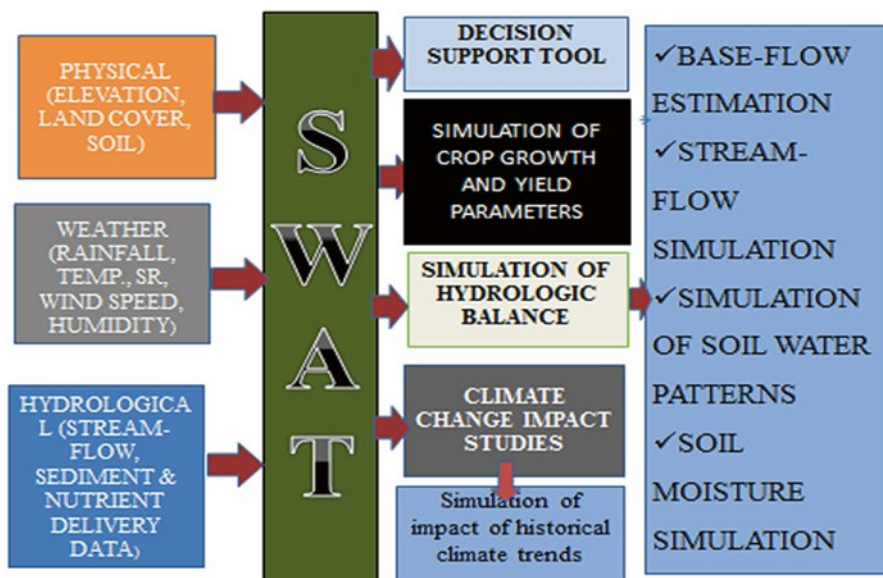 PHYSICAL
(ELEVATION,
LAND COVER,
SOIL)
WEATHER
(RAINFALL,
TEMP., SR,
WIND SPEED,
HUMIDITY)
HYDROLOGICA
L (STREAM-
FLOW,
SEDIMENT &
NUTRIENT
DELIVERY
DATA)
S
W
A
T
DECISION
SUPPORT TOOL
SIMULATION OF
CROP GROWTH
AND YIELD
PARAMETERS
SIMULATION OF
HYDROLOGIC
BALANCE
CLIMATE
CHANGE IMPACT
STUDIES
Simulation of
impact of historical
climate trends
✓BASE-FLOW
ESTIMATION
✓STREAM-
FLOW
SIMULATION
✓SIMULATION
OF SOIL WATER
PATTERNS
✓SOIL
MOISTURE
SIMULATION